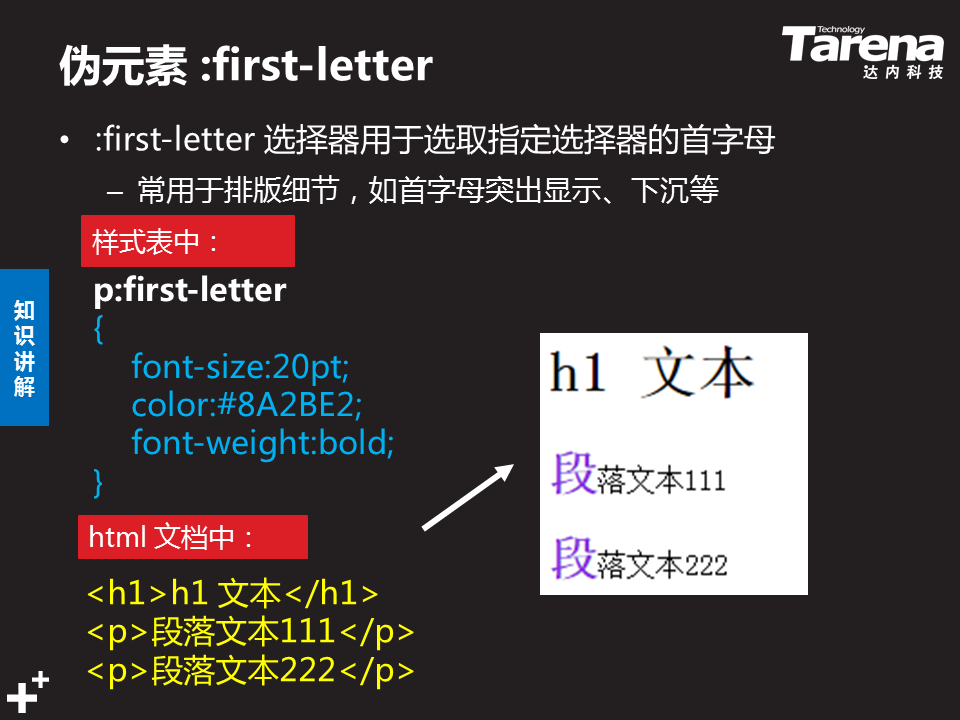 伪元素 :first-letter
Technology
Tarena
达内科技
• :first-letter 选择器用于选取指定选择器的首字母
– 常用于排版细节，如首字母突出显示、下沉等
样式表中：
p:first-letter
{
font-size:20pt;
color:#8A2BE2;
font-weight:bold;
}
知识讲解
h1 文本
段落文本111
段落文本222
html 文档中：
<h1>h1 文本</h1>
<p>段落文本111</p>
<p>段落文本222</p>